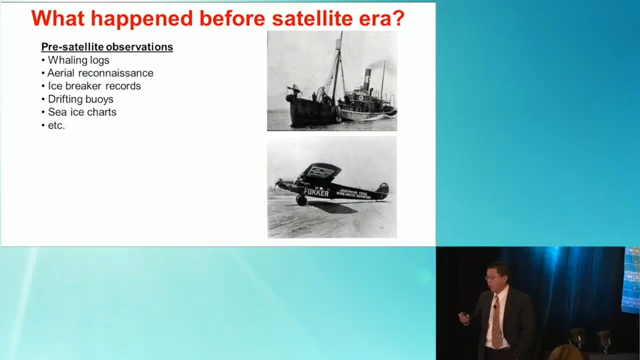 What happened before satellite era?
Pre-satellite observations
• Whaling logs
• Aerial reconnaissance
• Ice breaker records
• Drifting buoys
• Sea ice charts
• etc.
FOKKER